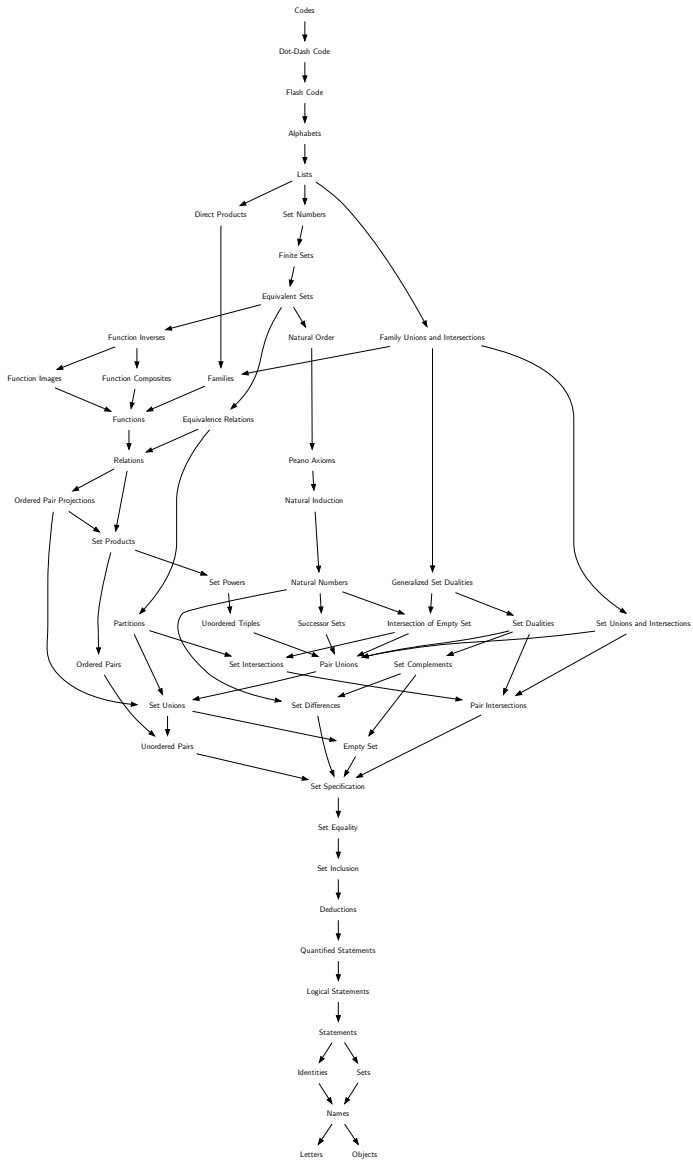 Codes
Dot-Dash Code
Flash Code
Alphabets
Lists
Direct Products
Set Numbers
Finite Sets
Equivalent Sets
Function Inverses
Natural Order
Family Unions and Intersections
Function Images
Function Composites
Families
Functions
Equivalence Relations
Relations
Peano Axioms
Ordered Pair Projections
Natural Induction
Set Products
Set Powers
Natural Numbers
Generalized Set Dualities
Partitions
Unordered Triples
Successor Sets
Intersection of Empty Set
Set Dualities
Set Unions and Intersections
Ordered Pairs
Set Intersections
Pair Unions
Set Complements
Set Unions
Set Differences
Pair Intersections
Unordered Pairs
Empty Set
Set Specification
Set Equality
Set Inclusion
Deductions
Quantified Statements
Logical Statements
Statements
Identities
Sets
Names
Letters
Objects